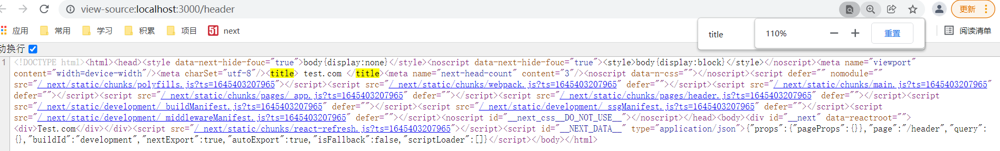 view-source:localhost:3000/header
更新
应用 常用 学习 积累 项目 51 next
阅读清单
title
110% − + 重置
动换行
1 <!DOCTYPE html><html><head><style data-next-hide-fouc="true">body{display:none}</style><noscript data-next-hide-fouc="true"><style>body{display:block}</style></noscript><meta name="viewport"
content="width=device-width"/><meta charSet="utf-8"/><title> test.com </title><meta name="next-head-count" content="3"/><noscript data-n-css=""></noscript><script defer="" nomodule=""
src="/_next/static/chunks/polyfills.js?ts=1645403207965"></script><script src="/_next/static/chunks/webpack.js?ts=1645403207965" defer=""></script><script src="/_next/static/chunks/main.js?ts=1645403207965"
defer=""></script><script src="/_next/static/chunks/pages/_app.js?ts=1645403207965" defer=""></script><script src="/_next/static/chunks/pages/header.js?ts=1645403207965" defer=""></script><script
src="/_next/static/development/_buildManifest.js?ts=1645403207965" defer=""></script><script src="/_next/static/development/_ssgManifest.js?ts=1645403207965" defer=""></script><script
src="/_next/static/development/_middlewareManifest.js?ts=1645403207965" defer=""></script><noscript id="__next_css__DO_NOT_USE__"></noscript></head><body><div id="__next" data-reactroot="">
<div>Test.com</div></div><script src="/_next/static/chunks/react-refresh.js?ts=1645403207965"></script><script id="__NEXT_DATA__" type="application/json">{"props":{"pageProps":{}},"page":"/header","query":
{},"buildId":"development","nextExport":true,"autoExport":true,"isFallback":false,"scriptLoader":[]}</script></body></html>